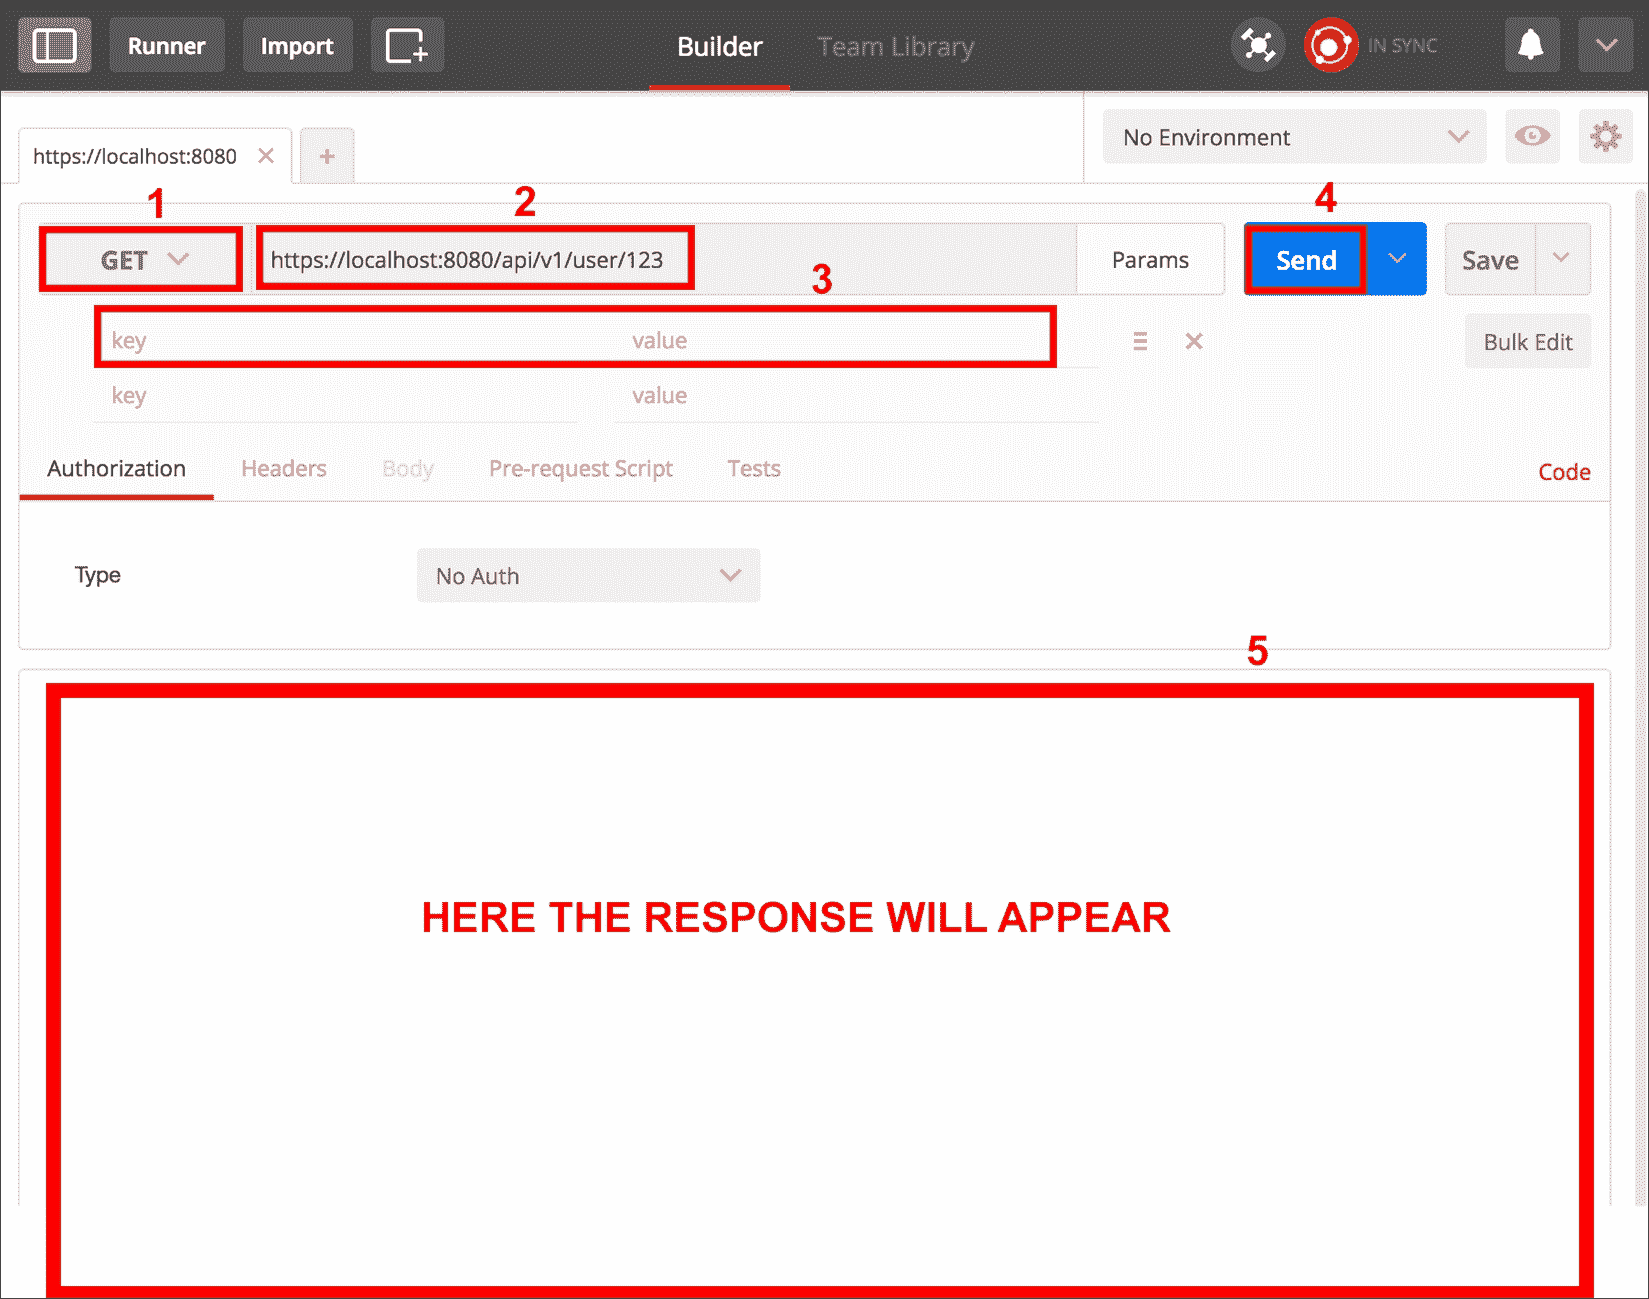 Runner Import Builder Team Library IN SYNC
https://localhost:8080 No Environment
1 2 4
GET https://localhost:8080/api/v1/user/123 Params Send Save
3
key value Bulk Edit
key value
Authorization Headers Body Pre-request Script Tests Code
Type No Auth
5
HERE THE RESPONSE WILL APPEAR